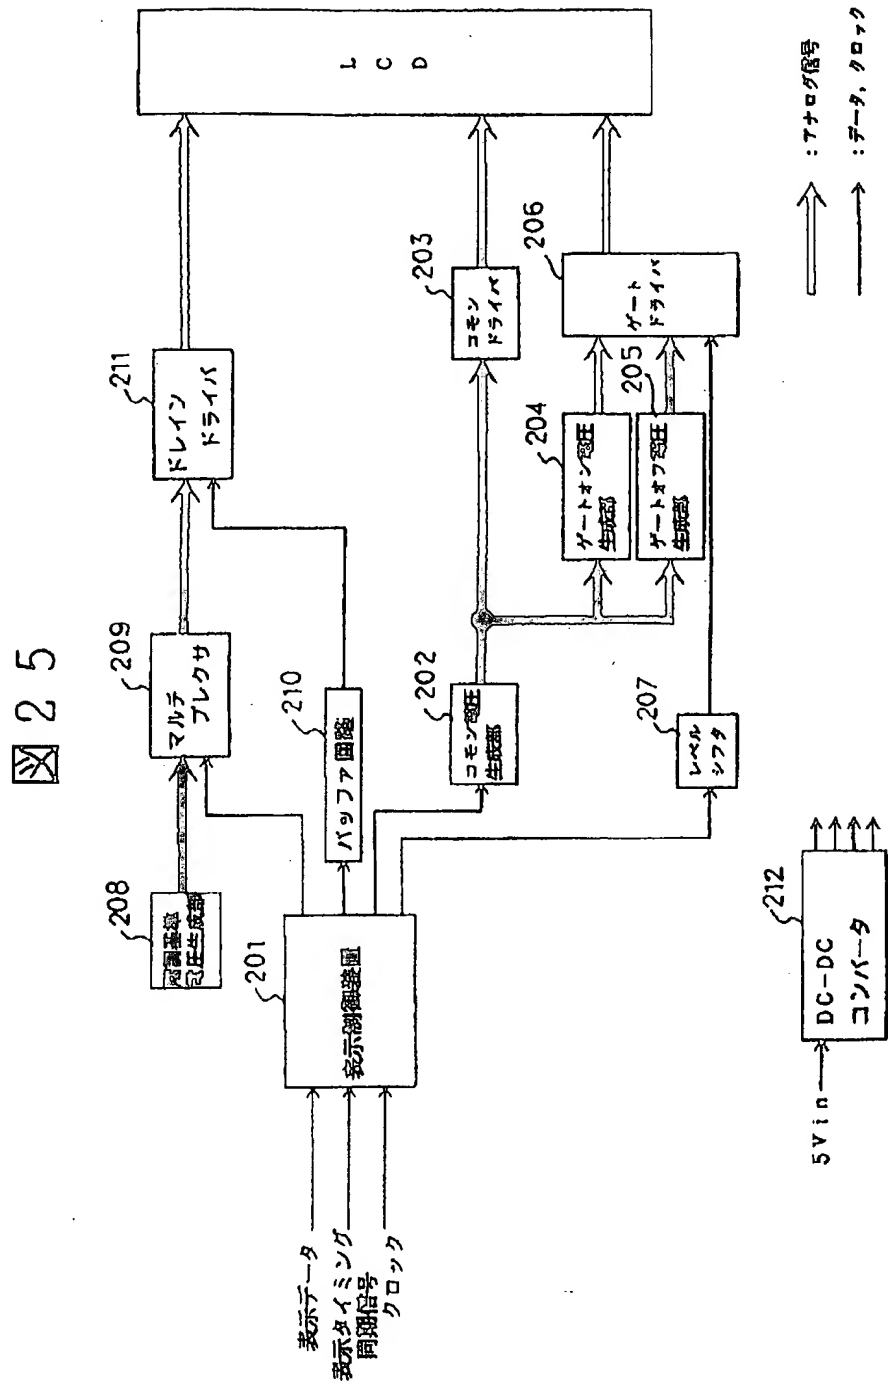 図25
表示データ
表示タイミング
同期信号
クロック
201
表示制御装置
208
階調基準
電圧生成部
209
マルチ
プレクサ
210
バッファ回路
211
ドレイン
ドライバ
202
コモン電圧
生成部
203
コモン
ドライバ
204
ゲートオン電圧
生成部
205
ゲートオフ電圧
生成部
206
ゲート
ドライバ
207
レベル
シフタ
LCD
5Vin
212
DC-DC
コンバータ
:アナログ信号
:データ,クロック